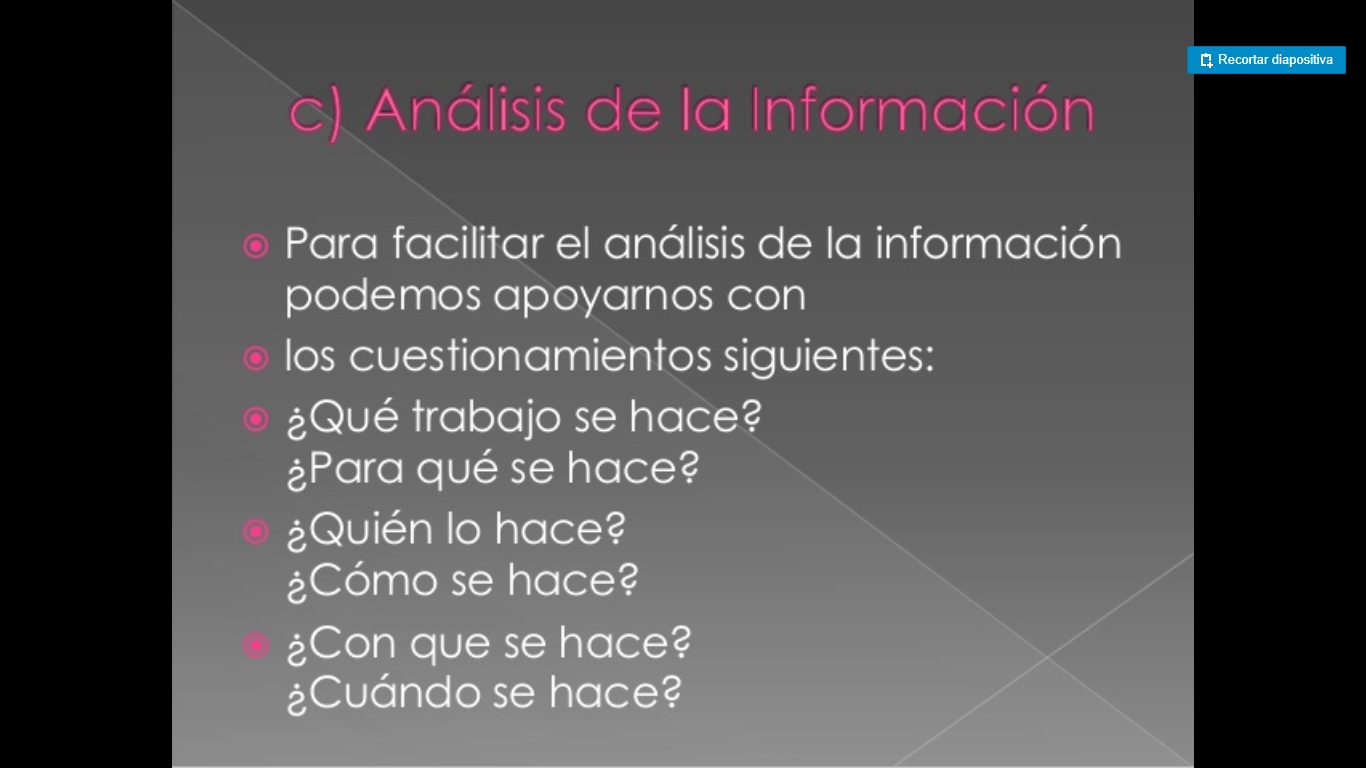 Recortar diapositiva
c) Análisis de la Información
Para facilitar el análisis de la información
podemos apoyarnos con
los cuestionamientos siguientes:
¿Qué trabajo se hace?
¿Para qué se hace?
¿Quién lo hace?
¿Cómo se hace?
¿Con que se hace?
¿Cuándo se hace?